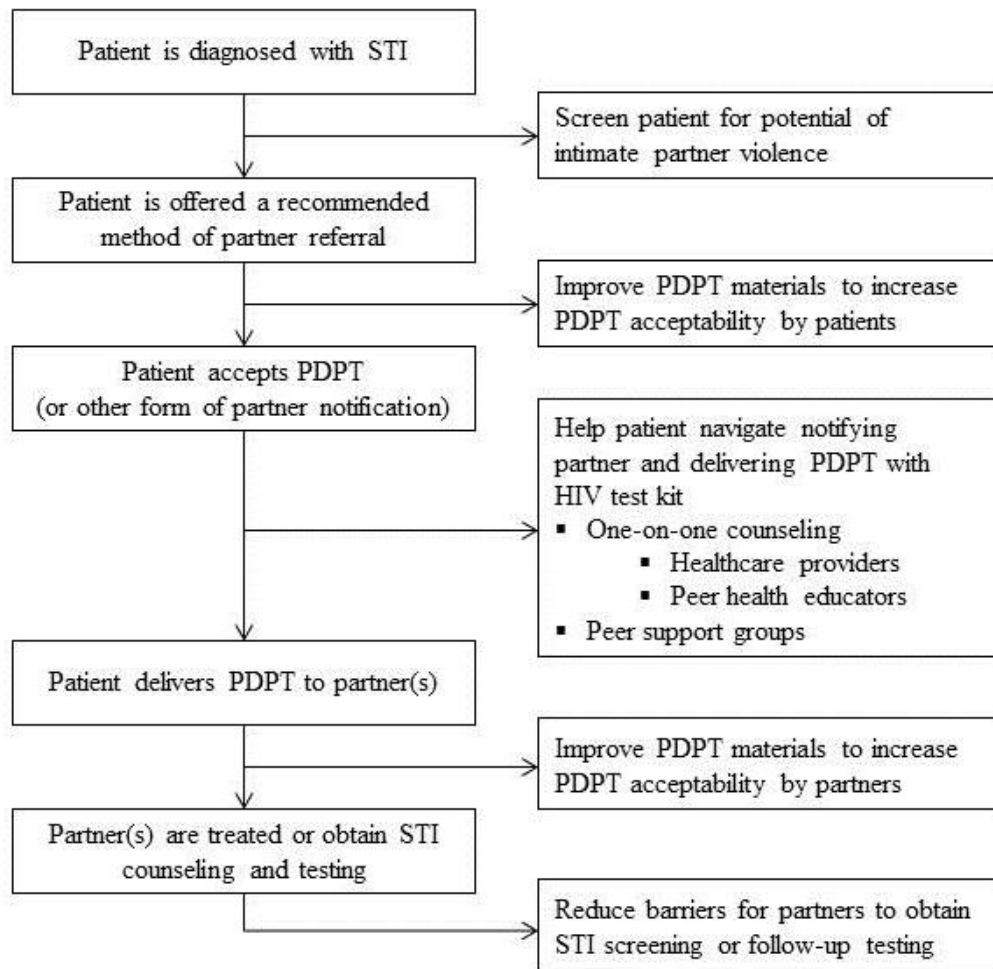 Patient is diagnosed with STI
Screen patient for potential of
intimate partner violence
Patient is offered a recommended
method of partner referral
Improve PDPT materials to increase
PDPT acceptability by patients
Patient accepts PDPT
(or other form of partner notification)
Help patient navigate notifying
partner and delivering PDPT with
HIV test kit
▪ One-on-one counseling
▪ Healthcare providers
▪ Peer health educators
▪ Peer support groups
Patient delivers PDPT to partner(s)
Improve PDPT materials to increase
PDPT acceptability by partners
Partner(s) are treated or obtain STI
counseling and testing
Reduce barriers for partners to obtain
STI screening or follow-up testing